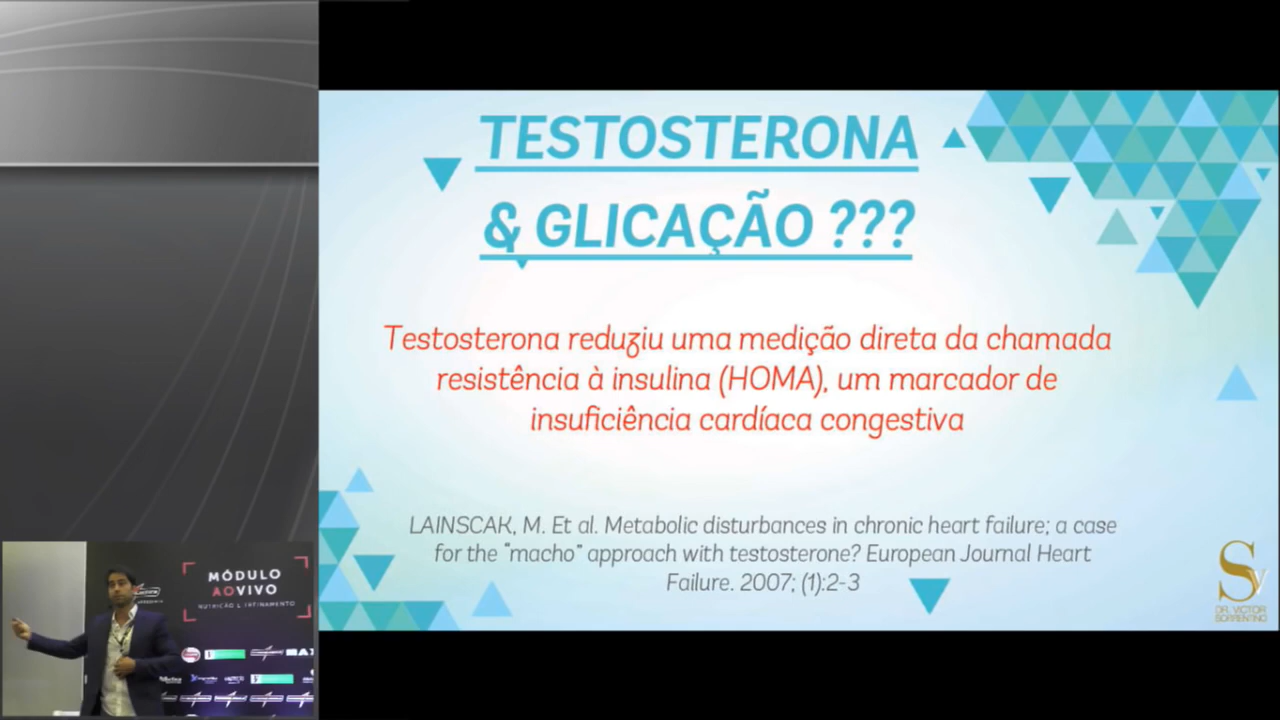 TESTOSTERONA
& GLICAÇÃO ???
Testosterona reduziu uma medição direta da chamada
resistência à insulina (HOMA), um marcador de
insuficiência cardíaca congestiva
LAINSCAK, M. Et al. Metabolic disturbances in chronic heart failure; a case
for the “macho” approach with testosterone? European Journal Heart
Failure. 2007; (1):2-3
Sv
DR. VICTOR
SORRENTINO
MÓDULO
AOVIVO